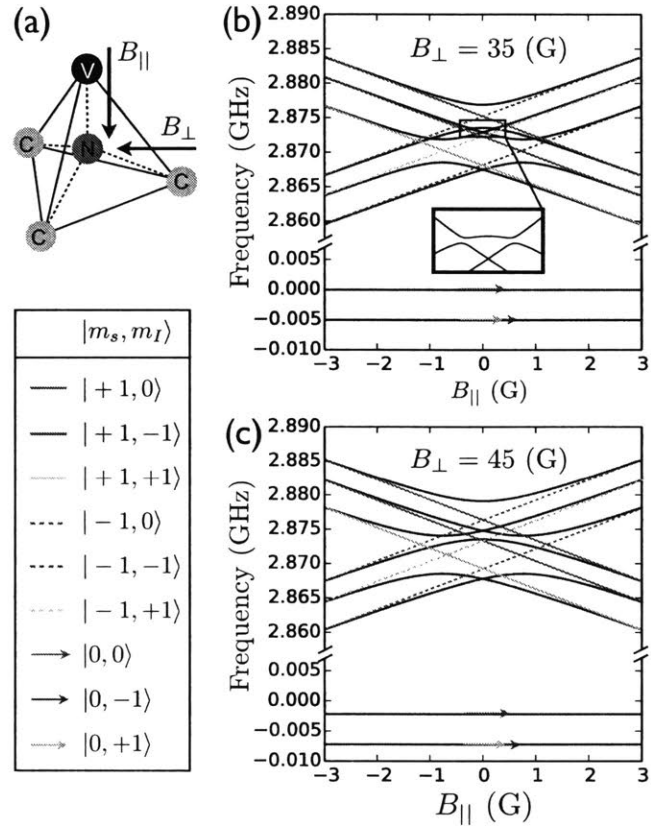 (a)
B||
V
B⊥
C
N
C
C
|m_s, m_I⟩
|+1, 0⟩
|+1, −1⟩
|+1, +1⟩
|−1, 0⟩
|−1, −1⟩
|−1, +1⟩
|0, 0⟩
|0, −1⟩
|0, +1⟩
(b)
B⊥ = 35 (G)
Frequency (GHz)
2.890
2.885
2.880
2.875
2.870
2.865
2.860
0.005
0.000
−0.005
−0.010
−3 −2 −1 0 1 2 3
B|| (G)
(c)
B⊥ = 45 (G)
Frequency (GHz)
2.890
2.885
2.880
2.875
2.870
2.865
2.860
0.005
0.000
−0.005
−0.010
−3 −2 −1 0 1 2 3
B|| (G)